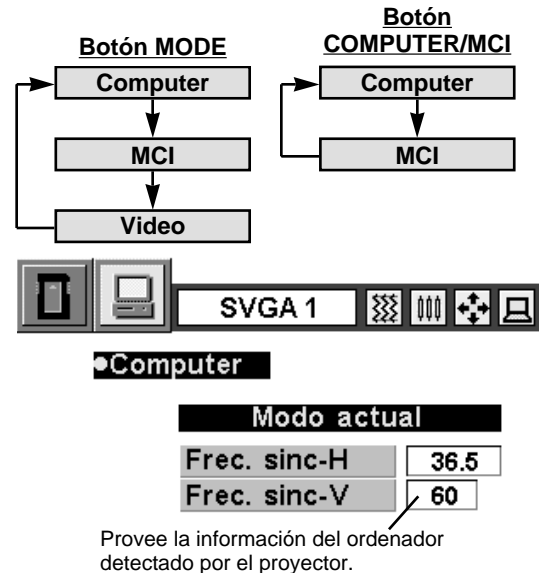 Botón MODE
Computer
MCI
Video
Botón
COMPUTER/MCI
Computer
MCI
SVGA 1
●Computer
Modo actual
Frec. sinc-H 36.5
Frec. sinc-V 60
Provee la información del ordenador
detectado por el proyector.